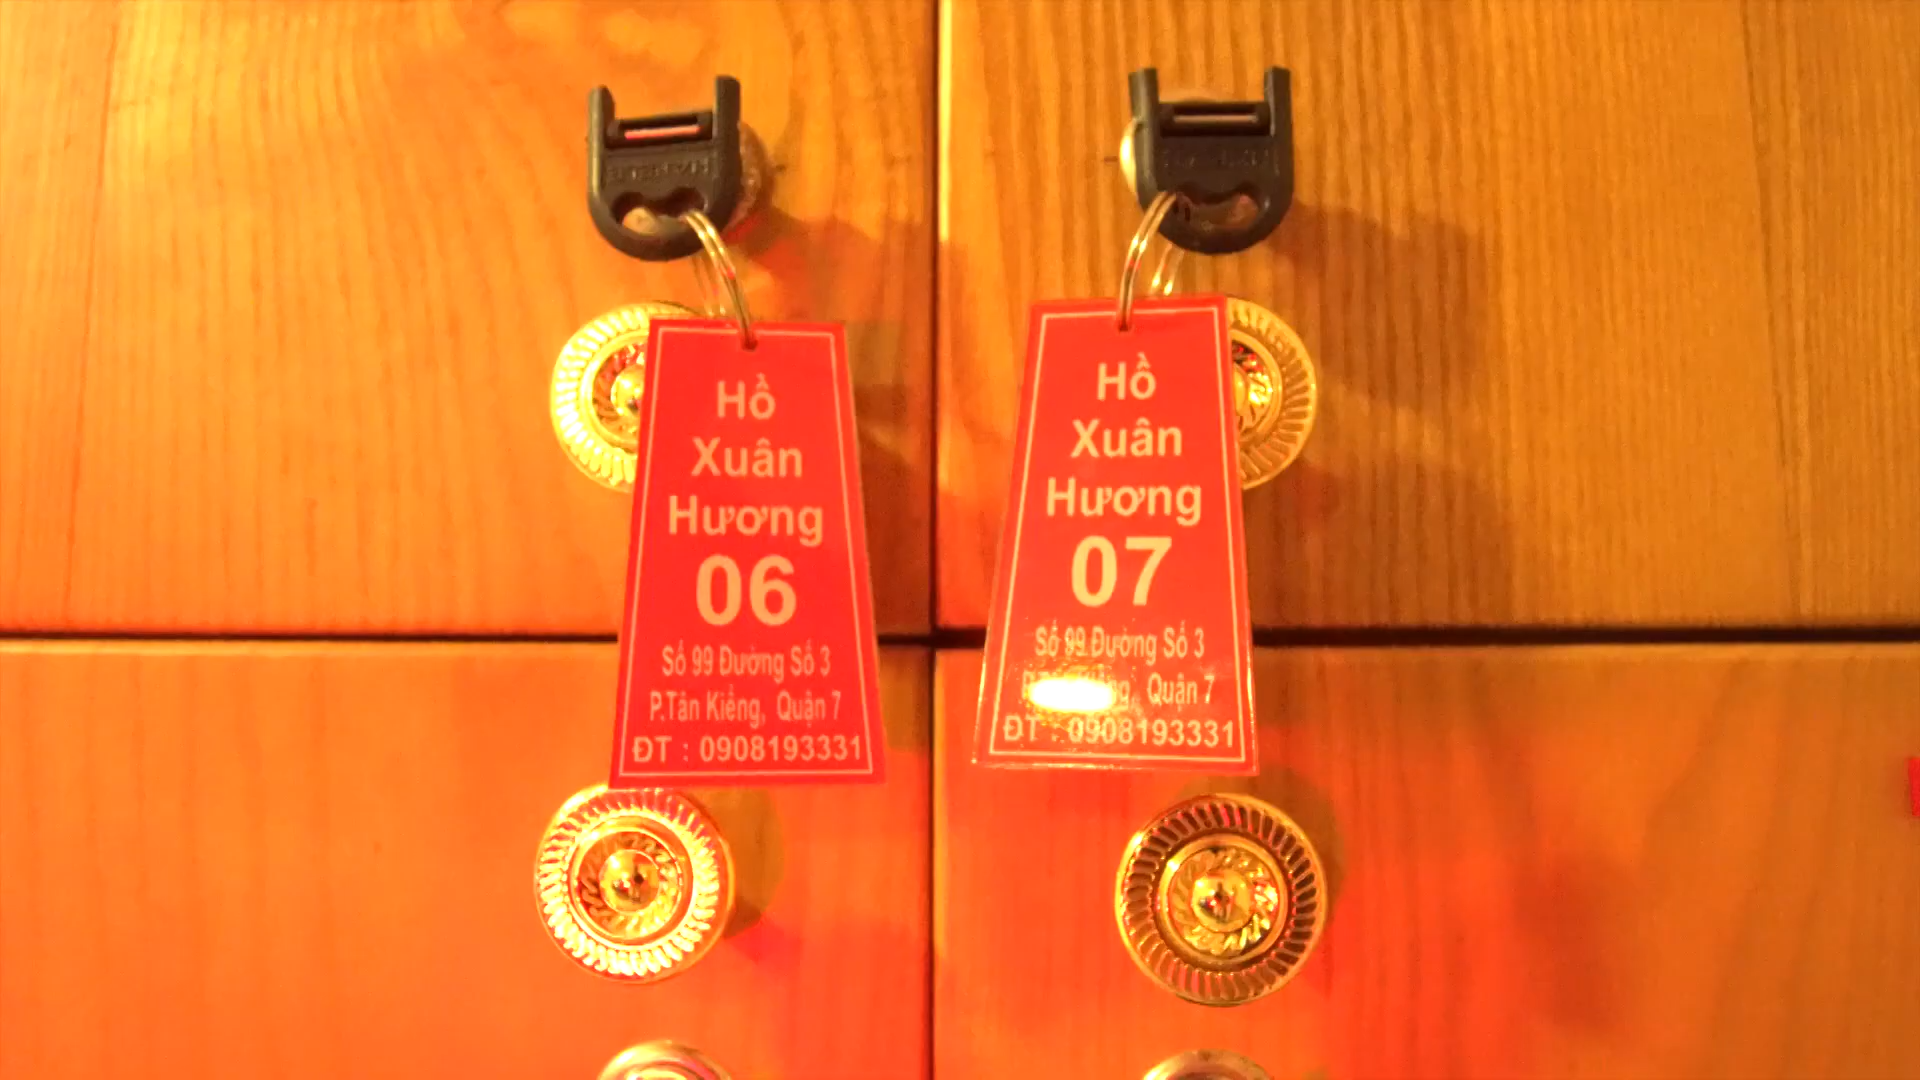 Hồ
Xuân
Hương
06
Số 99 Đường Số 3
P.Tân Kiểng, Quận 7
ĐT : 0908193331
Hồ
Xuân
Hương
07
Số 99 Đường Số 3
Quận 7
ĐT : 0908193331